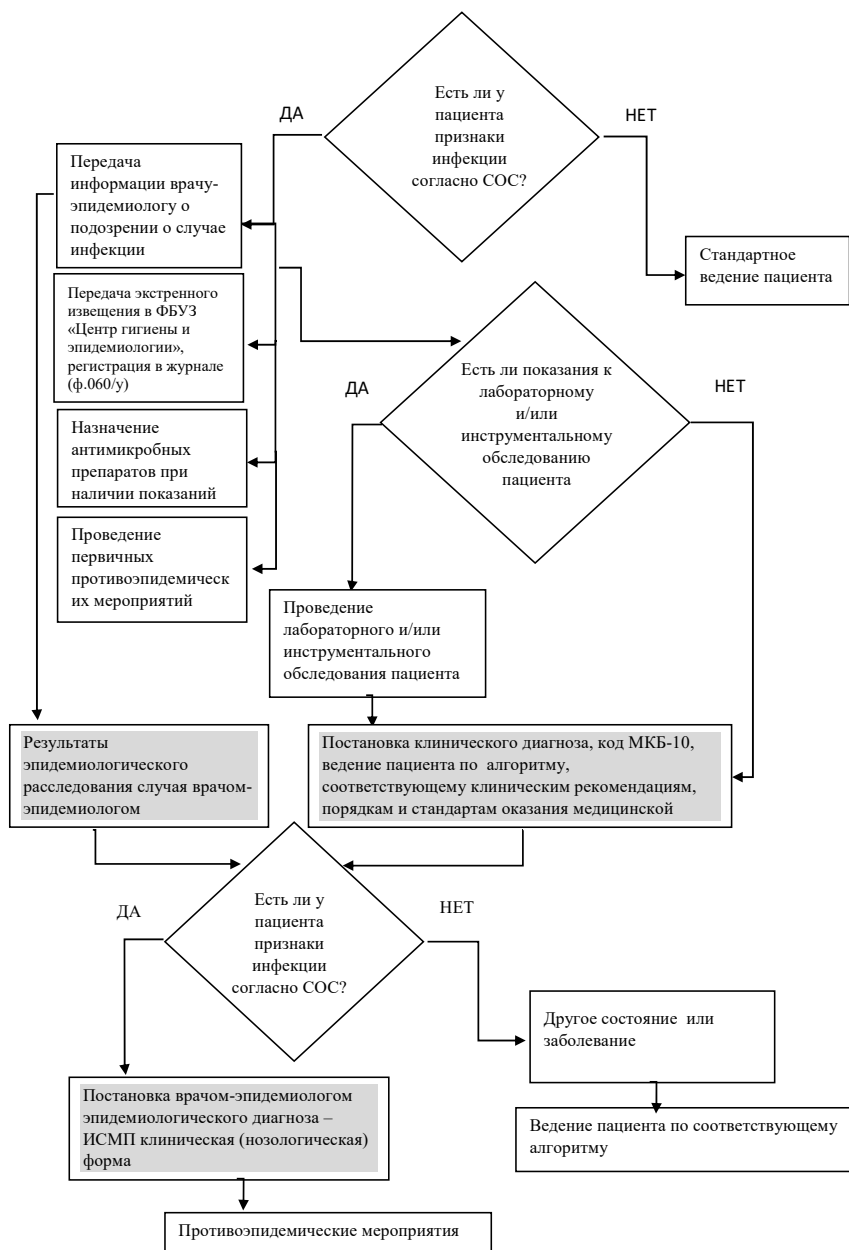 Есть ли у
пациента
признаки
инфекции
согласно СОС?
ДА
НЕТ
Передача
информации врачу-
эпидемиологу о
подозрении о случае
инфекции
Стандартное
ведение пациента
Передача экстренного
извещения в ФБУЗ
«Центр гигиены и
эпидемиологии»,
регистрация в журнале
(ф.060/у)
Есть ли показания к
лабораторному
и/или
инструментальному
обследованию
пациента
ДА
НЕТ
Назначение
антимикробных
препаратов при
наличии показаний
Проведение
первичных
противоэпидемическ
их мероприятий
Проведение
лабораторного и/или
инструментального
обследования пациента
Результаты
эпидемиологического
расследования случая врачом-
эпидемиологом
Постановка клинического диагноза, код МКБ-10,
ведение пациента по алгоритму,
соответствующему клиническим рекомендациям,
порядкам и стандартам оказания медицинской
Есть ли у
пациента
признаки
инфекции
согласно СОС?
ДА
НЕТ
Другое состояние или
заболевание
Постановка врачом-эпидемиологом
эпидемиологического диагноза –
ИСМП клиническая (нозологическая)
форма
Ведение пациента по соответствующему
алгоритму
Противоэпидемические мероприятия